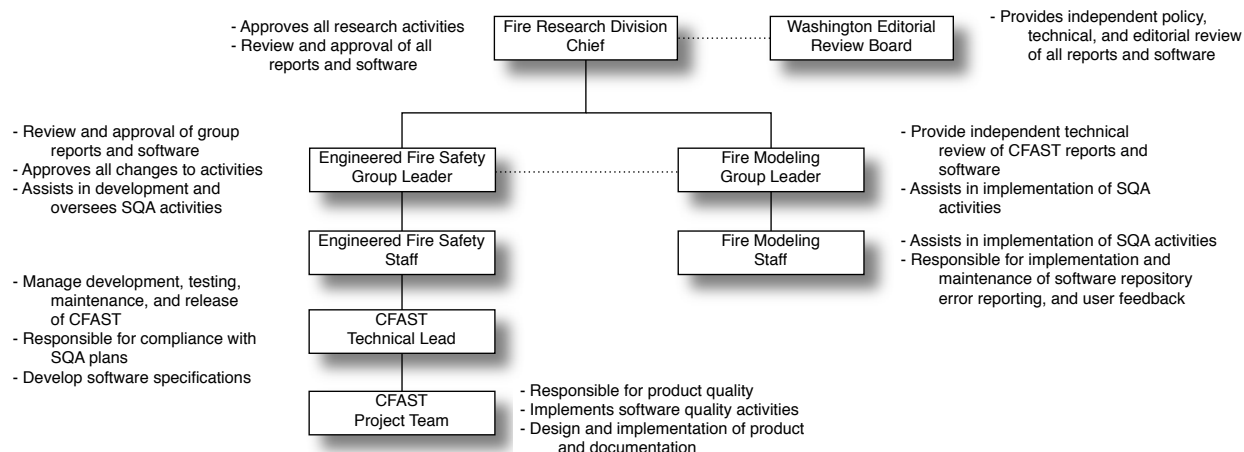 - Approves all research activities
- Review and approval of all
reports and software
Fire Research Division
Chief
Washington Editorial
Review Board
- Provides independent policy,
technical, and editorial review
of all reports and software
- Review and approval of group
reports and software
- Approves all changes to activities
- Assists in development and
oversees SQA activities
Engineered Fire Safety
Group Leader
Fire Modeling
Group Leader
- Provide independent technical
review of CFAST reports and
software
- Assists in implementation of SQA
activities
Engineered Fire Safety
Staff
Fire Modeling
Staff
- Assists in implementation of SQA activities
- Responsible for implementation and
maintenance of software repository
error reporting, and user feedback
- Manage development, testing,
maintenance, and release
of CFAST
- Responsible for compliance with
SQA plans
- Develop software specifications
CFAST
Technical Lead
CFAST
Project Team
- Responsible for product quality
- Implements software quality activities
- Design and implementation of product
and documentation